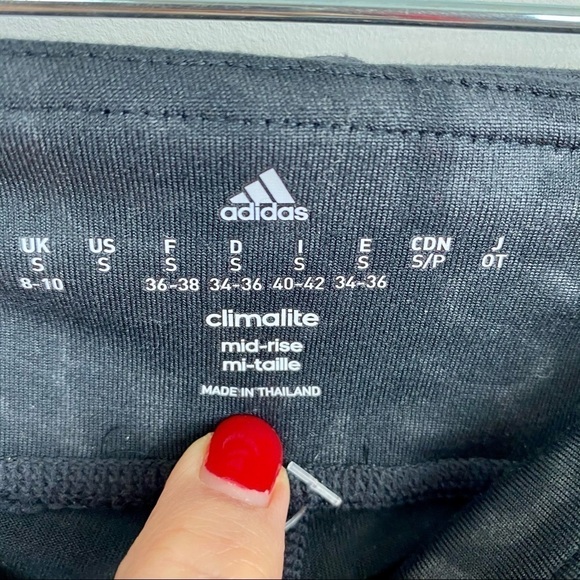 adidas
UK US F D I E CDN J
S S S S S S S/P OT
8-10 36-38 34-36 40-42 34-36
climalite
mid-rise
mi-taille
MADE IN THAILAND